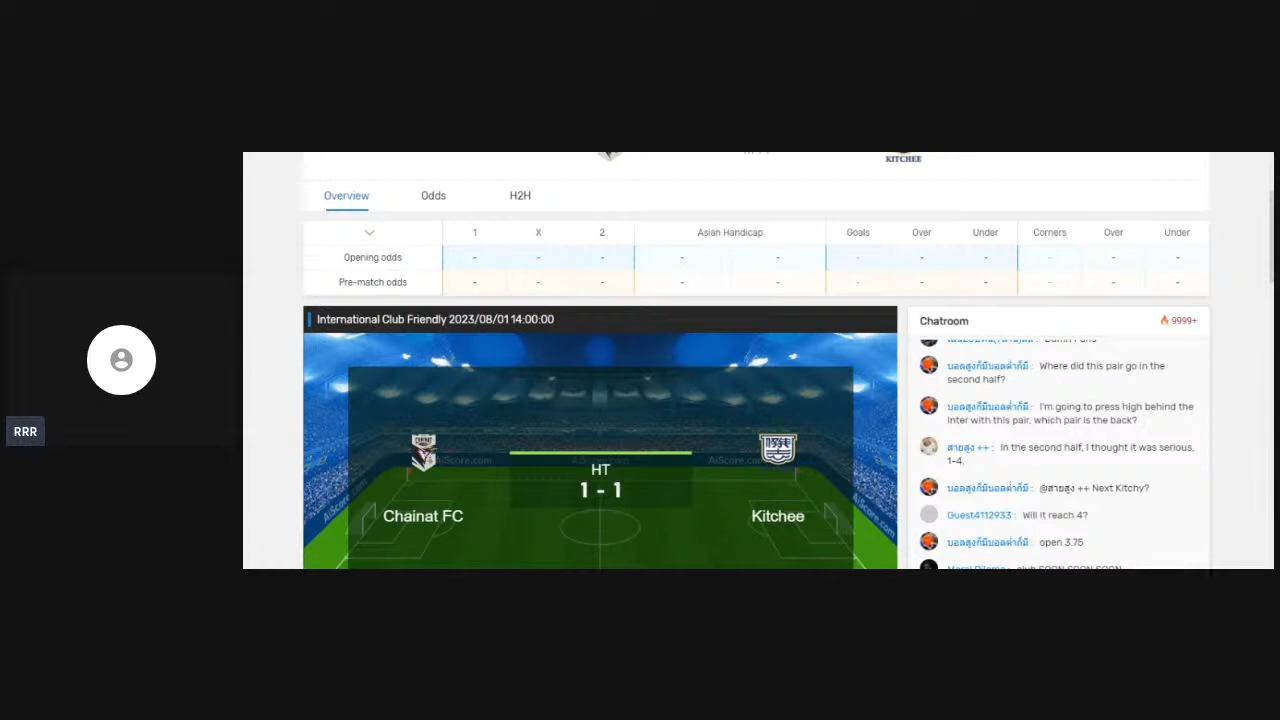 KITCHEE
Overview Odds H2H
1 X 2 Asian Handicap Goals Over Under Corners Over Under
Opening odds - - - - - - - - - - -
Pre-match odds - - - - - - - - - - -
International Club Friendly 2023/08/01 14:00:00
Chatroom 9999+
บอลสูงก็มีบอลต่ำก็มี : Where did this pair go in the
second half?
บอลสูงก็มีบอลต่ำก็มี : I'm going to press high behind the
Inter with this pair, which pair is the back?
สายสูง ++ : In the second half, I thought it was serious,
1-4.
บอลสูงก็มีบอลต่ำก็มี : @สายสูง ++ Next Kitchy?
Guest4112933 : Will it reach 4?
บอลสูงก็มีบอลต่ำก็มี : open 3.75
CHAINAT
AiScore.com AiScore.com
HT
1 - 1
Chainat FC Kitchee
RRR